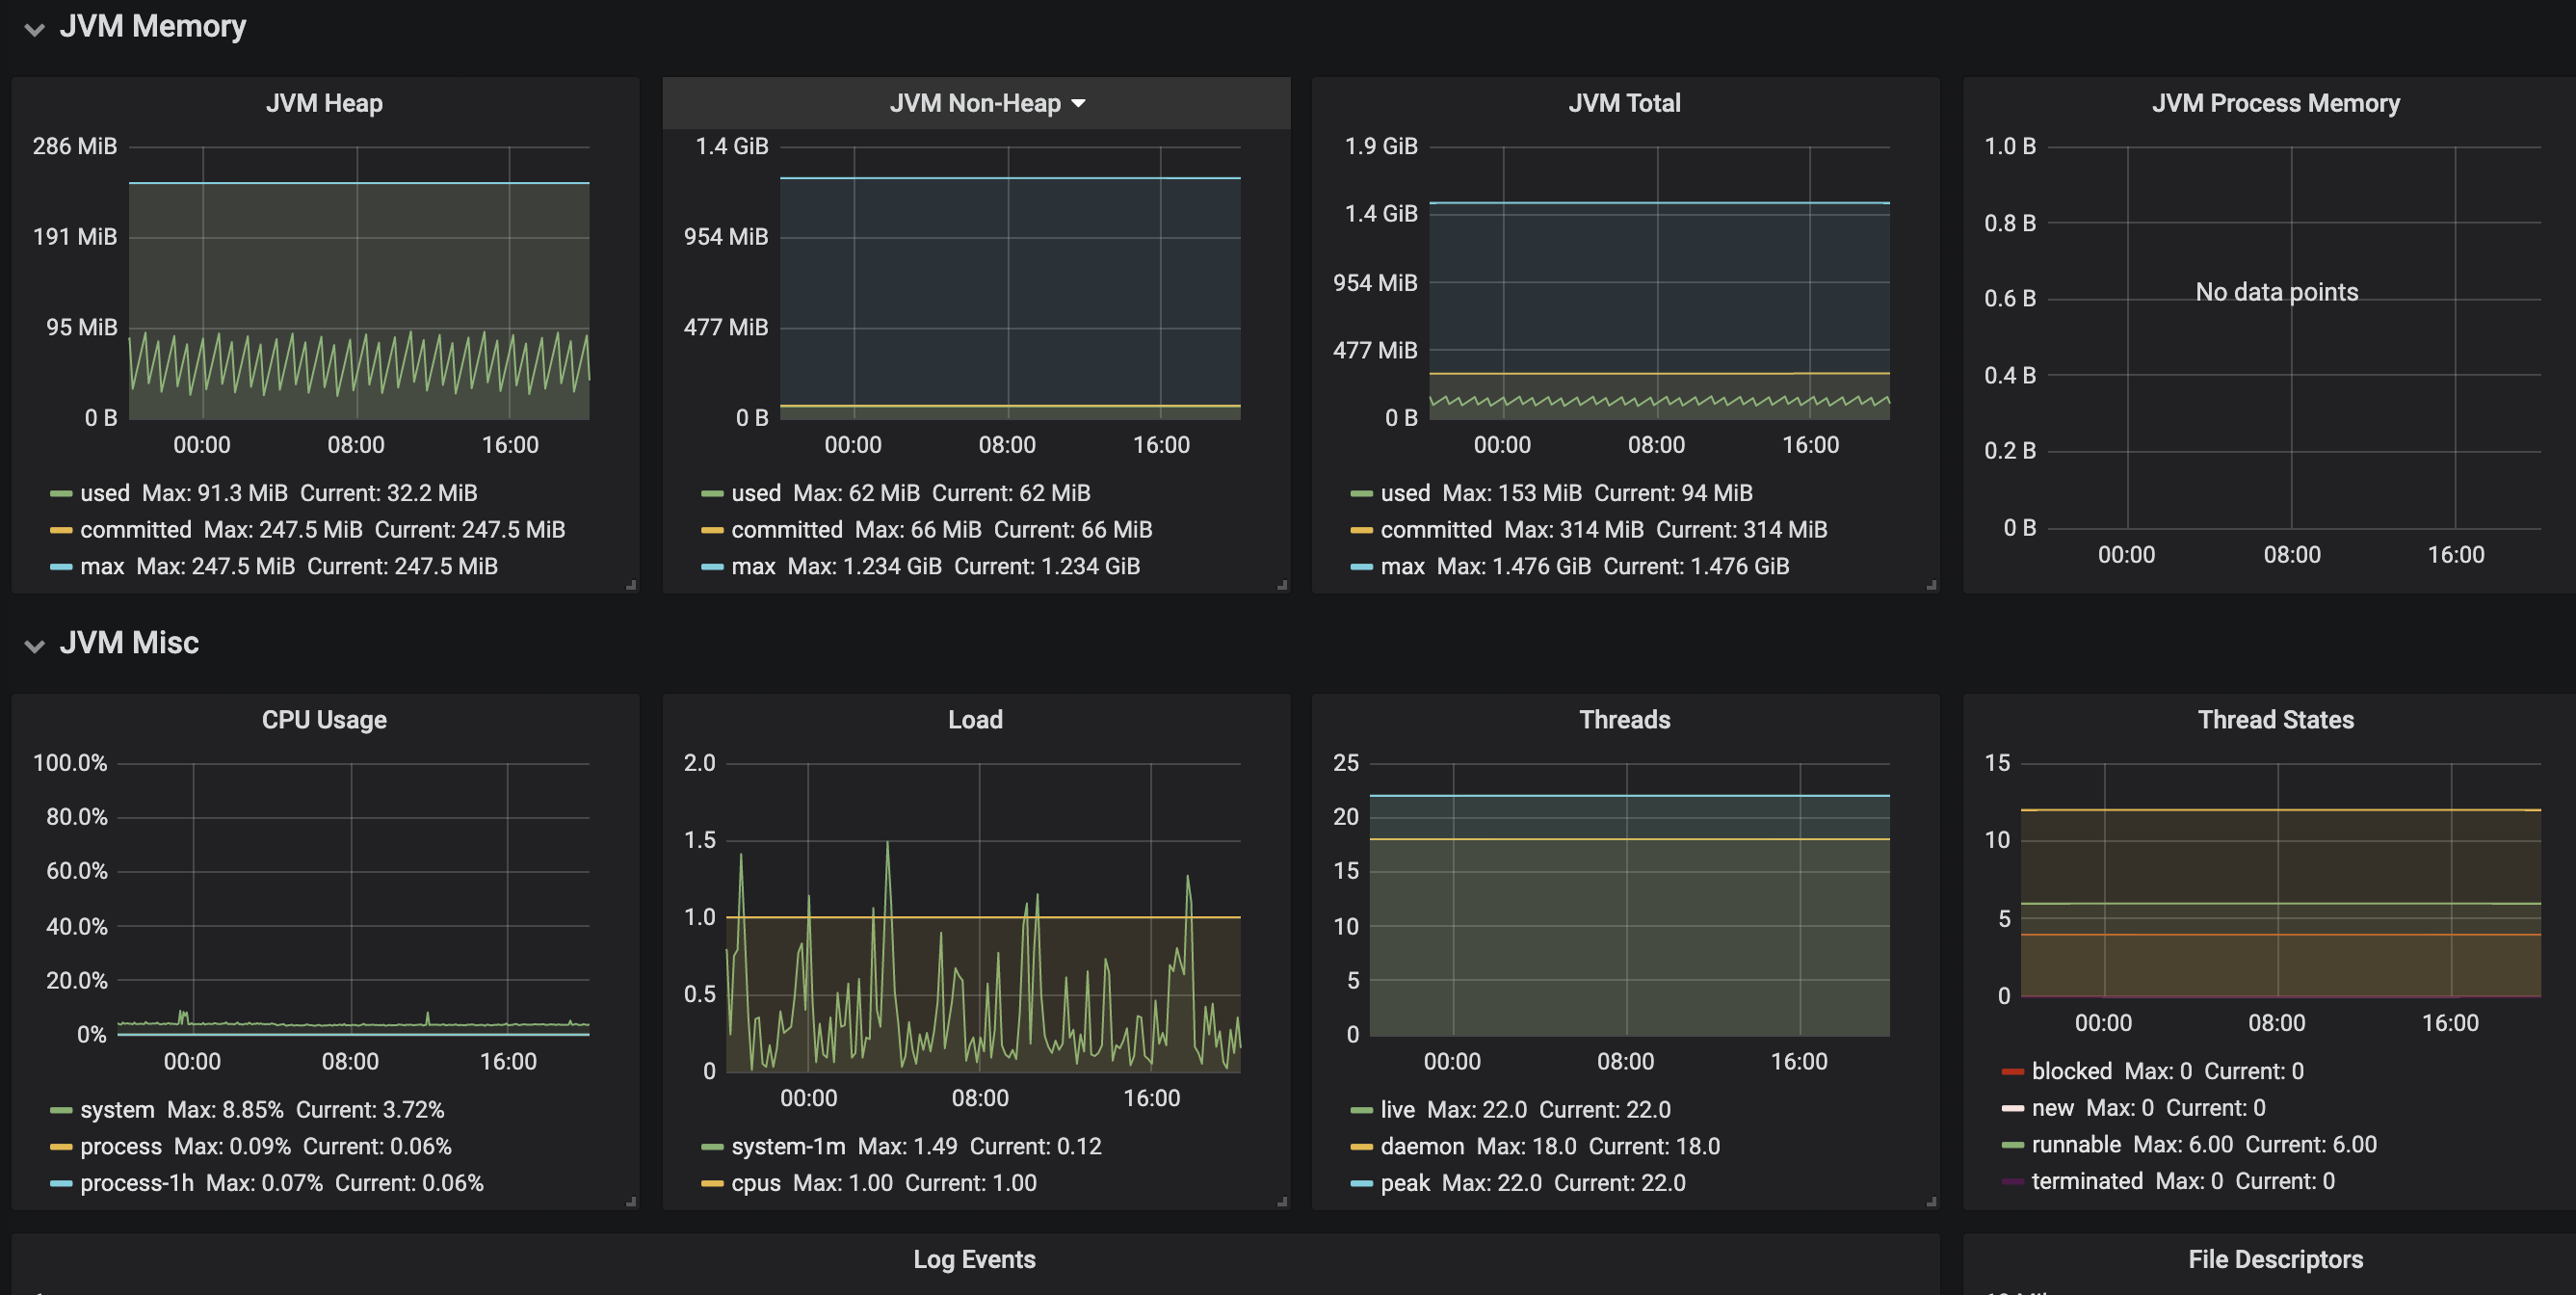 JVM Memory
JVM Heap
286 MiB
191 MiB
95 MiB
0 B
00:00 08:00 16:00
used Max: 91.3 MiB Current: 32.2 MiB
committed Max: 247.5 MiB Current: 247.5 MiB
max Max: 247.5 MiB Current: 247.5 MiB
JVM Non-Heap
1.4 GiB
954 MiB
477 MiB
0 B
00:00 08:00 16:00
used Max: 62 MiB Current: 62 MiB
committed Max: 66 MiB Current: 66 MiB
max Max: 1.234 GiB Current: 1.234 GiB
JVM Total
1.9 GiB
1.4 GiB
954 MiB
477 MiB
0 B
00:00 08:00 16:00
used Max: 153 MiB Current: 94 MiB
committed Max: 314 MiB Current: 314 MiB
max Max: 1.476 GiB Current: 1.476 GiB
JVM Process Memory
1.0 B
0.8 B
0.6 B
0.4 B
0.2 B
0 B
No data points
00:00 08:00 16:00
JVM Misc
CPU Usage
100.0%
80.0%
60.0%
40.0%
20.0%
0%
00:00 08:00 16:00
system Max: 8.85% Current: 3.72%
process Max: 0.09% Current: 0.06%
process-1h Max: 0.07% Current: 0.06%
Load
2.0
1.5
1.0
0.5
0
00:00 08:00 16:00
system-1m Max: 1.49 Current: 0.12
cpus Max: 1.00 Current: 1.00
Threads
25
20
15
10
5
0
00:00 08:00 16:00
live Max: 22.0 Current: 22.0
daemon Max: 18.0 Current: 18.0
peak Max: 22.0 Current: 22.0
Thread States
15
10
5
0
00:00 08:00 16:00
blocked Max: 0 Current: 0
new Max: 0 Current: 0
runnable Max: 6.00 Current: 6.00
terminated Max: 0 Current: 0
Log Events
File Descriptors